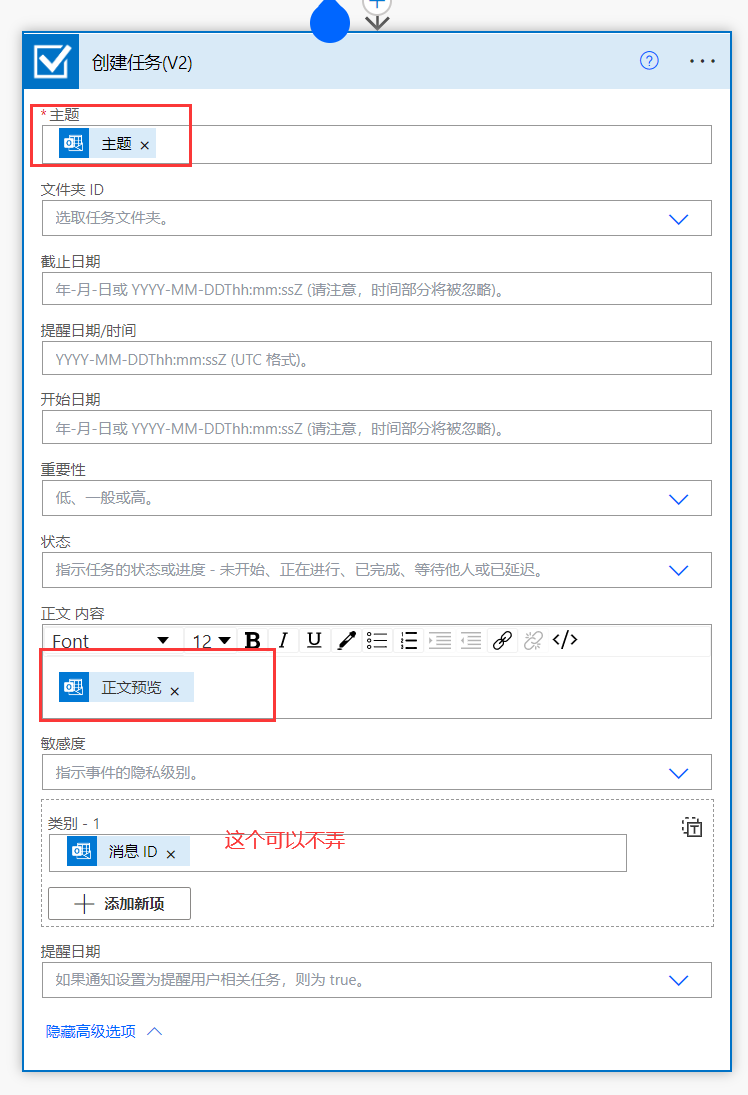 创建任务(V2)
* 主题
主题 ×
文件夹 ID
选取任务文件夹。
截止日期
年-月-日或 YYYY-MM-DDThh:mm:ssZ (请注意，时间部分将被忽略)。
提醒日期/时间
YYYY-MM-DDThh:mm:ssZ (UTC 格式)。
开始日期
年-月-日或 YYYY-MM-DDThh:mm:ssZ (请注意，时间部分将被忽略)。
重要性
低、一般或高。
状态
指示任务的状态或进度 - 未开始、正在进行、已完成、等待他人或已延迟。
正文 内容
Font 12 B I U </>
正文预览 ×
敏感度
指示事件的隐私级别。
类别 - 1
消息 ID × 这个可以不弄
添加新项
提醒日期
如果通知设置为提醒用户相关任务，则为 true。
隐藏高级选项